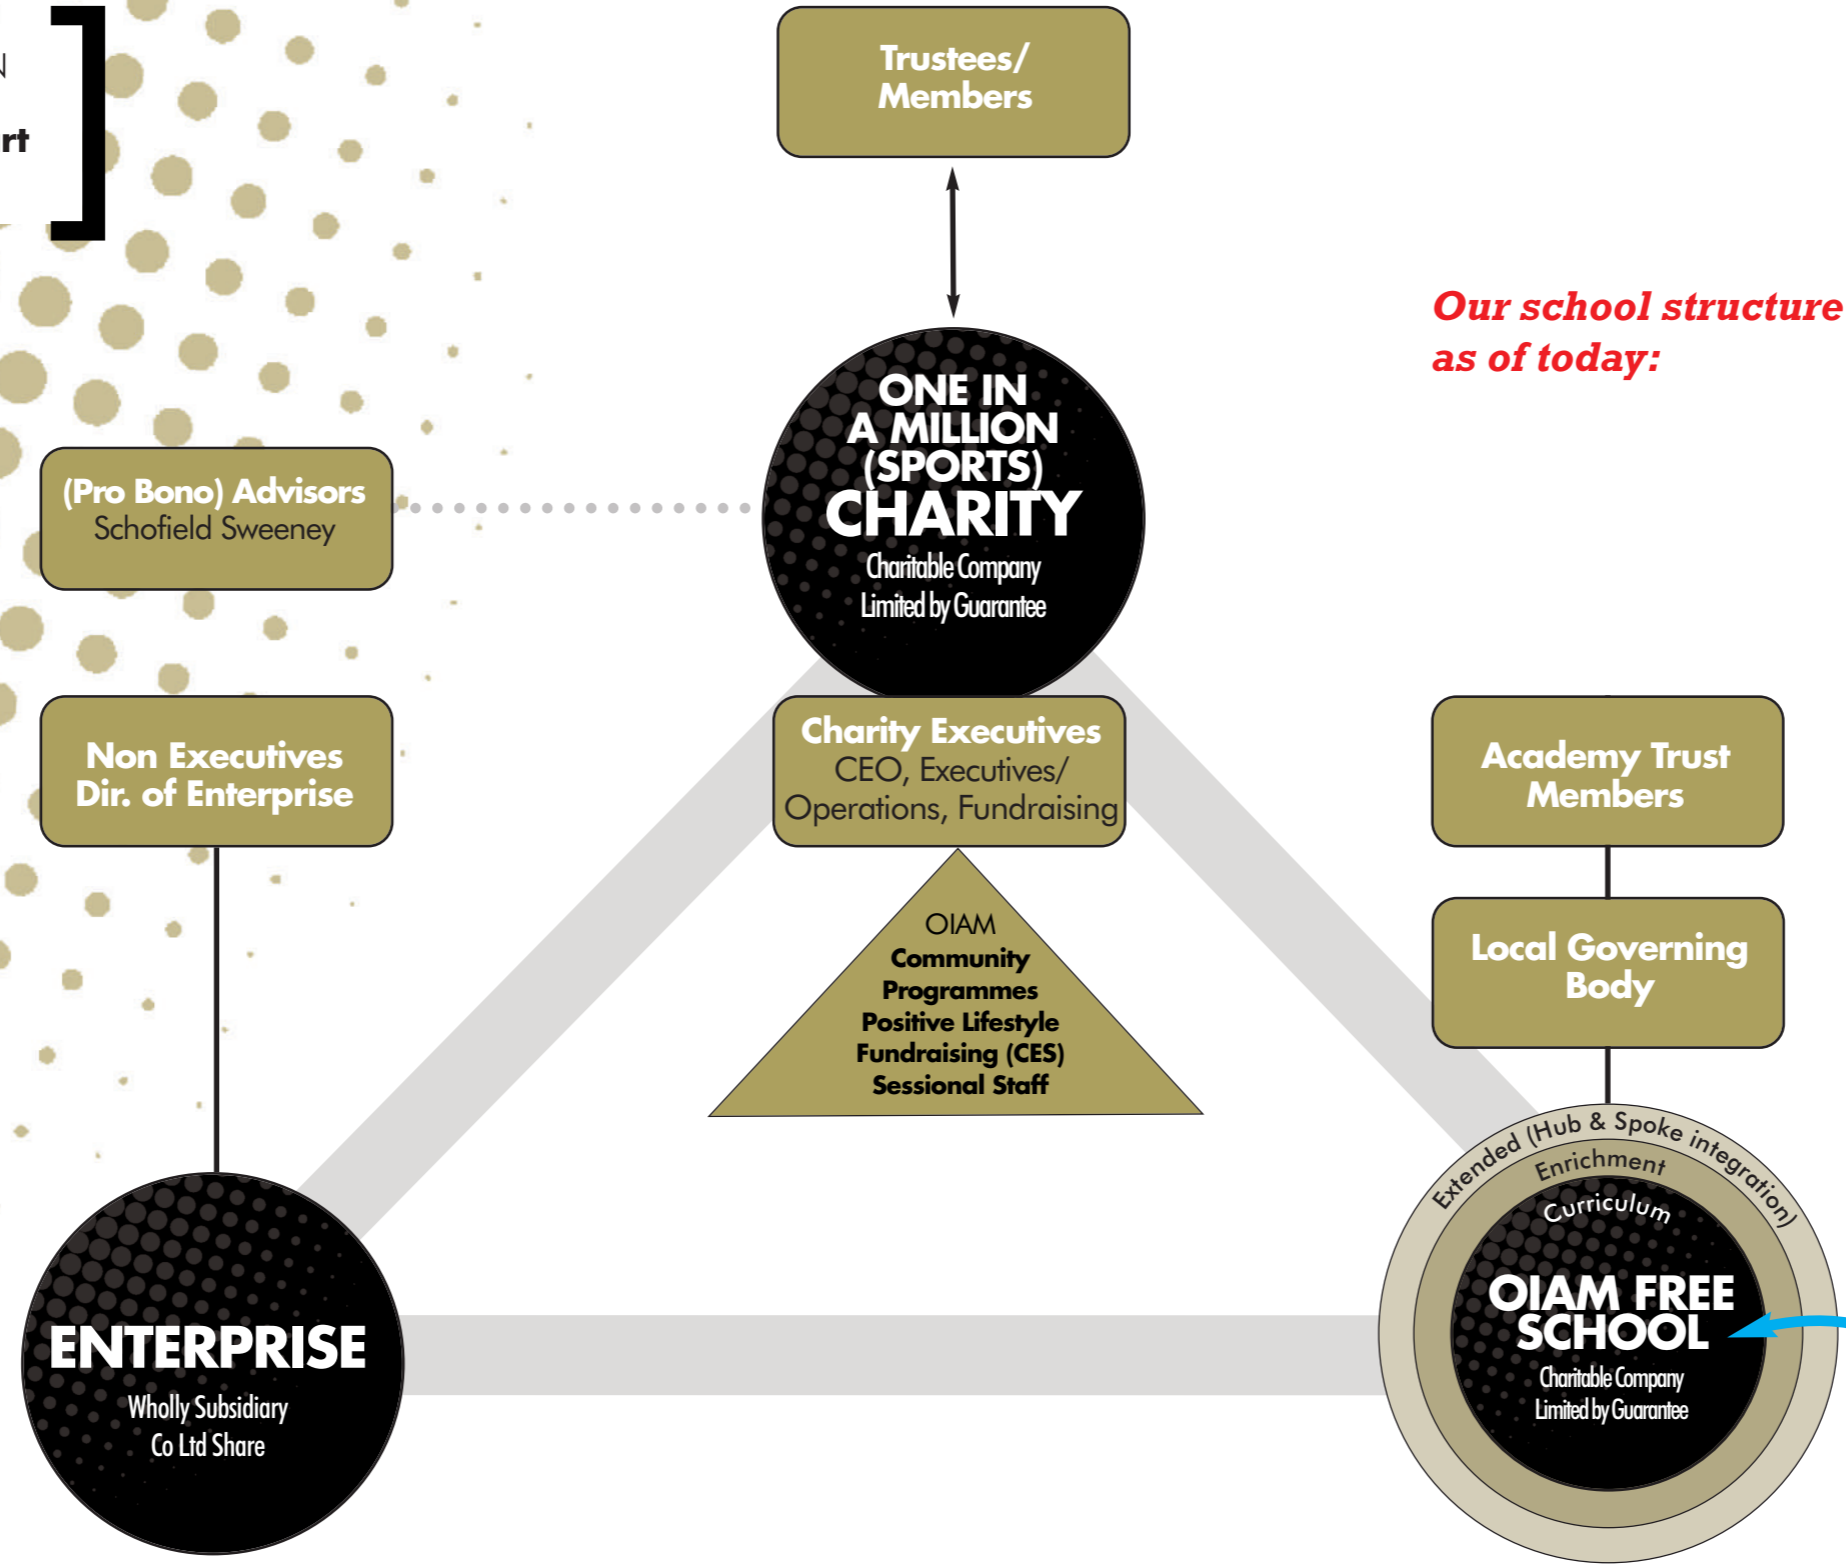 N
rt
Trustees/
Members
Our school structure
as of today:
ONE IN
A MILLION
(SPORTS)
CHARITY
Charitable Company
Limited by Guarantee
(Pro Bono) Advisors
Schofield Sweeney
Non Executives
Dir. of Enterprise
Charity Executives
CEO, Executives/
Operations, Fundraising
Academy Trust
Members
OIAM
Community
Programmes
Positive Lifestyle
Fundraising (CES)
Sessional Staff
Local Governing
Body
ENTERPRISE
Wholly Subsidiary
Co Ltd Share
Extended (Hub & Spoke integration)
Enrichment
Curriculum
OIAM FREE
SCHOOL
Charitable Company
Limited by Guarantee